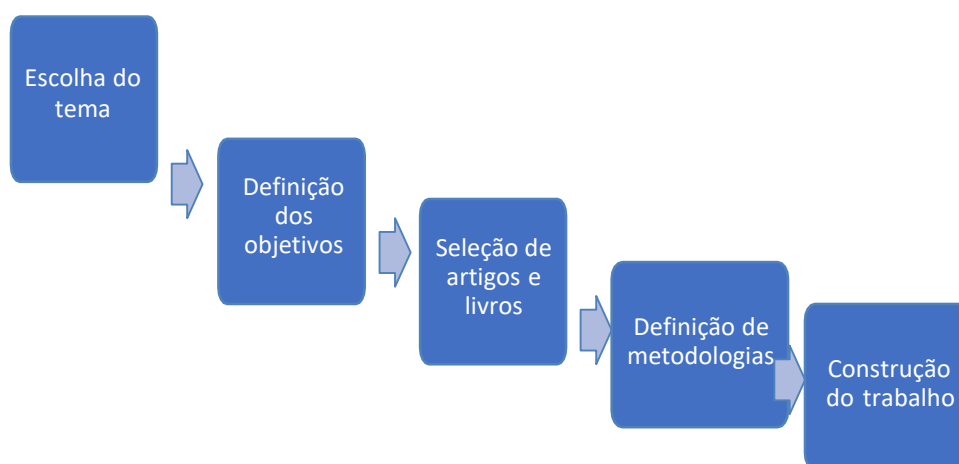 Escolha do
tema
Definição
dos
objetivos
Seleção de
artigos e
livros
Definição de
metodologias
Construção
do trabalho